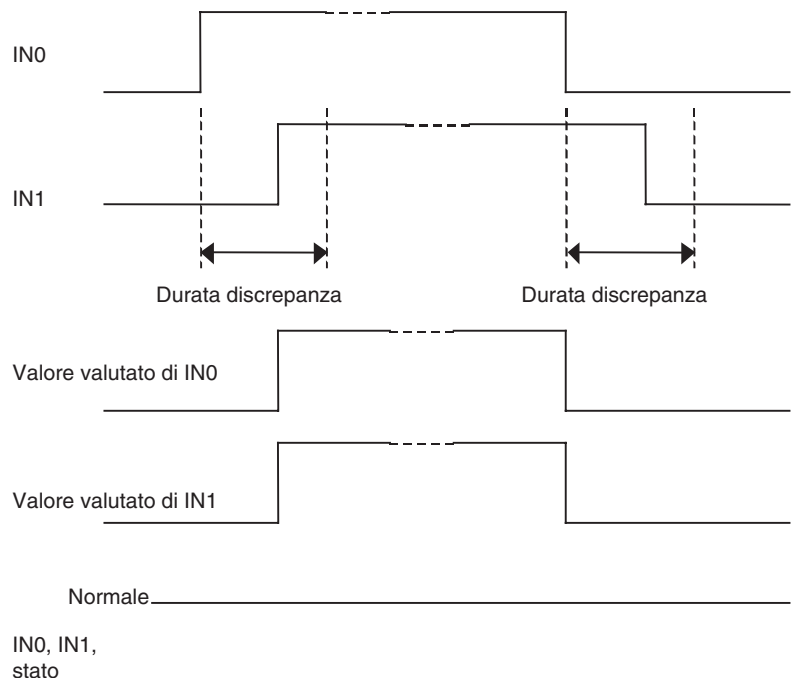 IN0
IN1
Durata discrepanza
Durata discrepanza
Valore valutato di IN0
Valore valutato di IN1
Normale
IN0, IN1,
stato